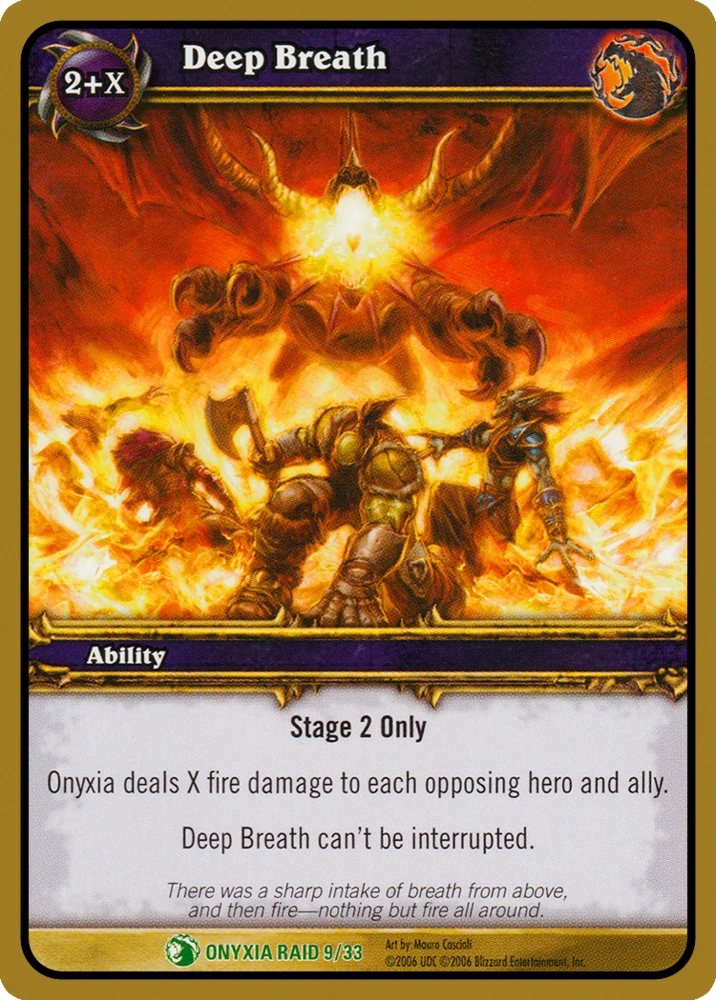 2+X
Deep Breath
Ability
Stage 2 Only
Onyxia deals X fire damage to each opposing hero and ally.
Deep Breath can't be interrupted.
There was a sharp intake of breath from above,
and then fire—nothing but fire all around.
ONYXIA RAID 9/33
Art by: Mauro Cascioli
©2006 UDC ©2006 Blizzard Entertainment, Inc.